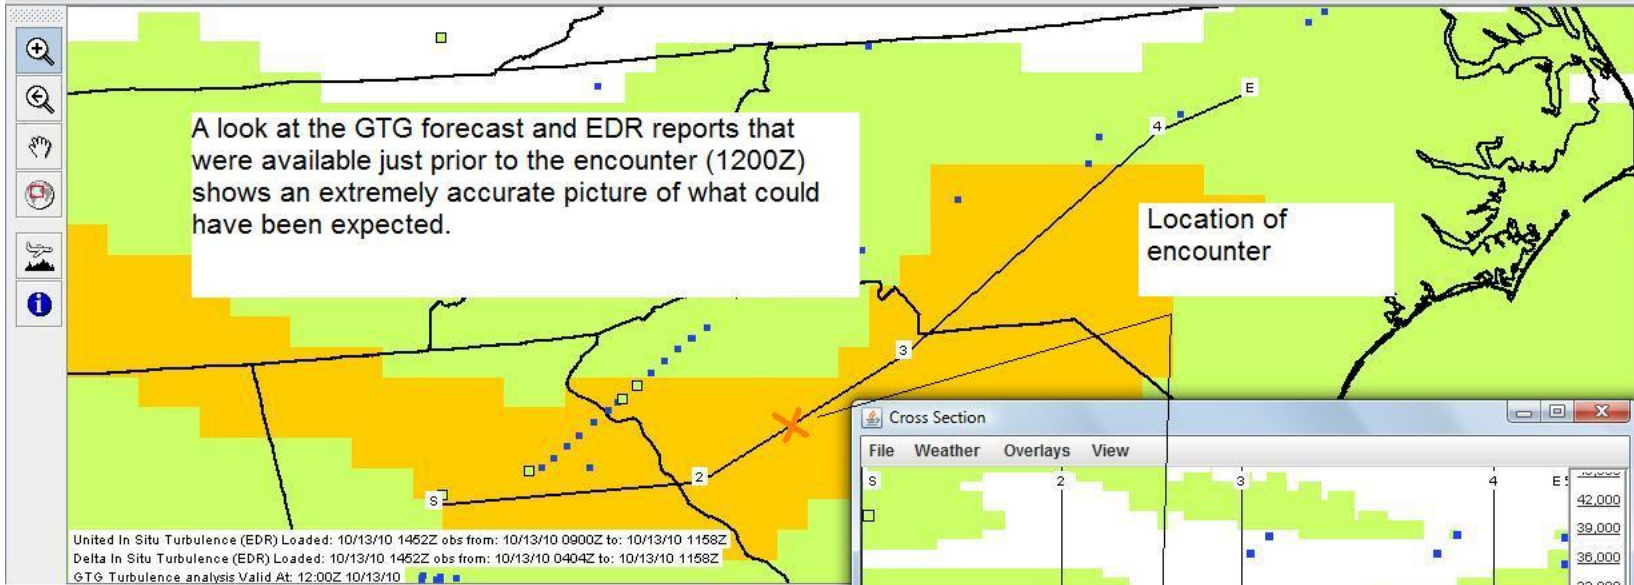 E
4
A look at the GTG forecast and EDR reports that
were available just prior to the encounter (1200Z)
shows an extremely accurate picture of what could
have been expected.
Location of
encounter
3
2
S
Cross Section
File Weather Overlays View
S 2 3 4 E
42,000
39,000
36,000
United In Situ Turbulence (EDR) Loaded: 10/13/10 1452Z obs from: 10/13/10 0900Z to: 10/13/10 1158Z
Delta In Situ Turbulence (EDR) Loaded: 10/13/10 1452Z obs from: 10/13/10 0404Z to: 10/13/10 1158Z
GTG Turbulence analysis Valid At: 12:00Z 10/13/10